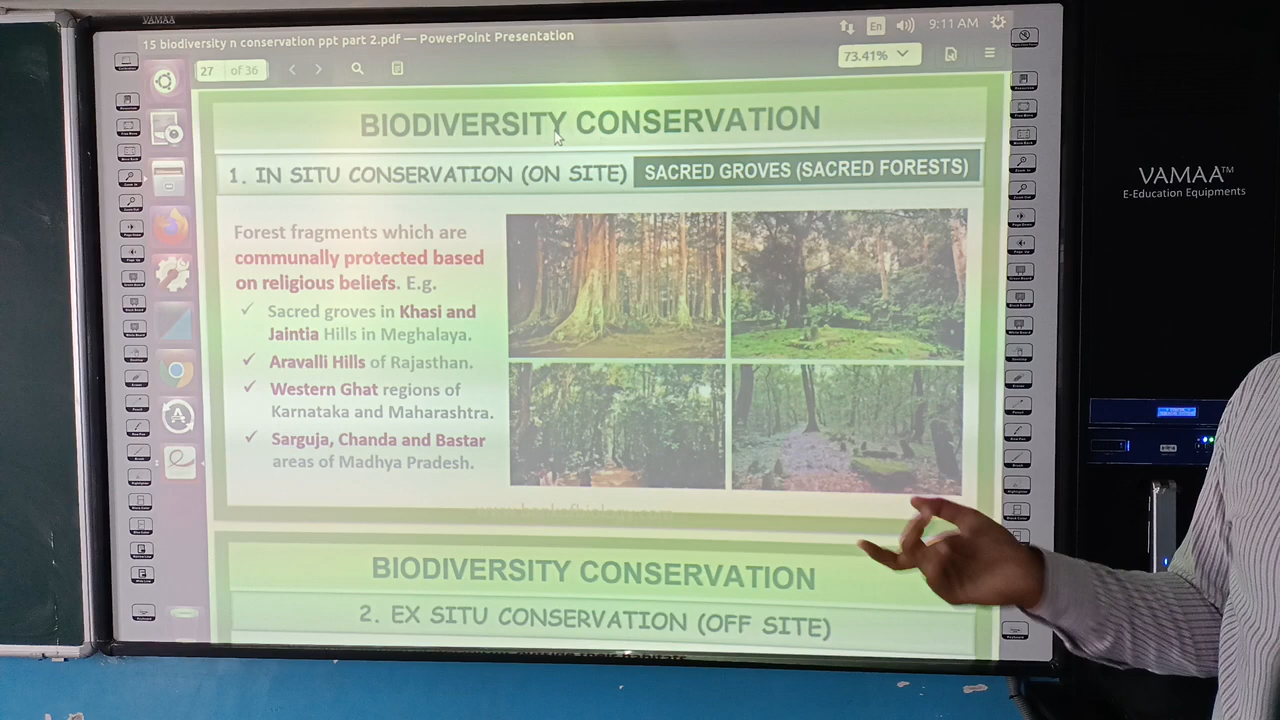 VAMAA
15 biodiversity n conservation ppt part 2.pdf — PowerPoint Presentation
En
9:11 AM
27 of 36
73.41%
BIODIVERSITY CONSERVATION
1. IN SITU CONSERVATION (ON SITE)
SACRED GROVES (SACRED FORESTS)
Forest fragments which are
communally protected based
on religious beliefs. E.g.
✓ Sacred groves in Khasi and
Jaintia Hills in Meghalaya.
✓ Aravalli Hills of Rajasthan.
✓ Western Ghat regions of
Karnataka and Maharashtra.
✓ Sarguja, Chanda and Bastar
areas of Madhya Pradesh.
BIODIVERSITY CONSERVATION
2. EX SITU CONSERVATION (OFF SITE)
VAMAA™
E-Education Equipments